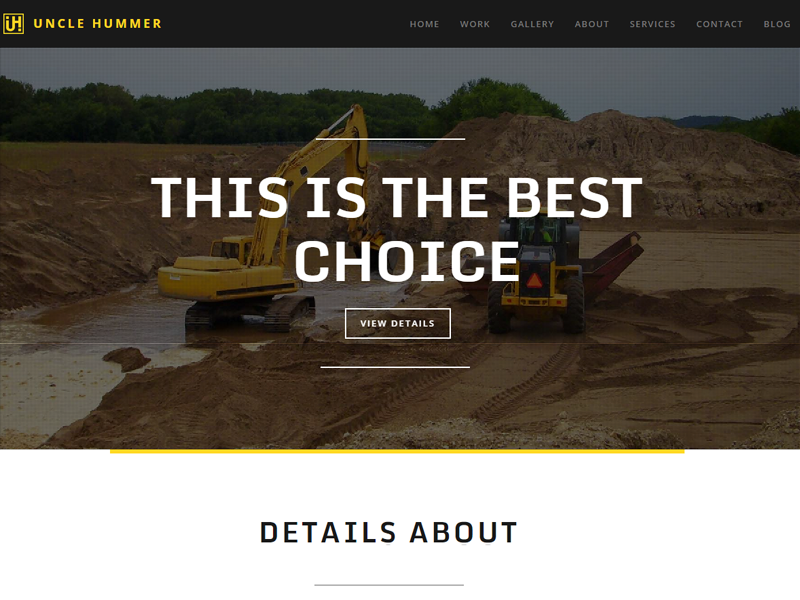 UH UNCLE HUMMER HOME WORK GALLERY ABOUT SERVICES CONTACT BLOG
THIS IS THE BEST
CHOICE
VIEW DETAILS
DETAILS ABOUT